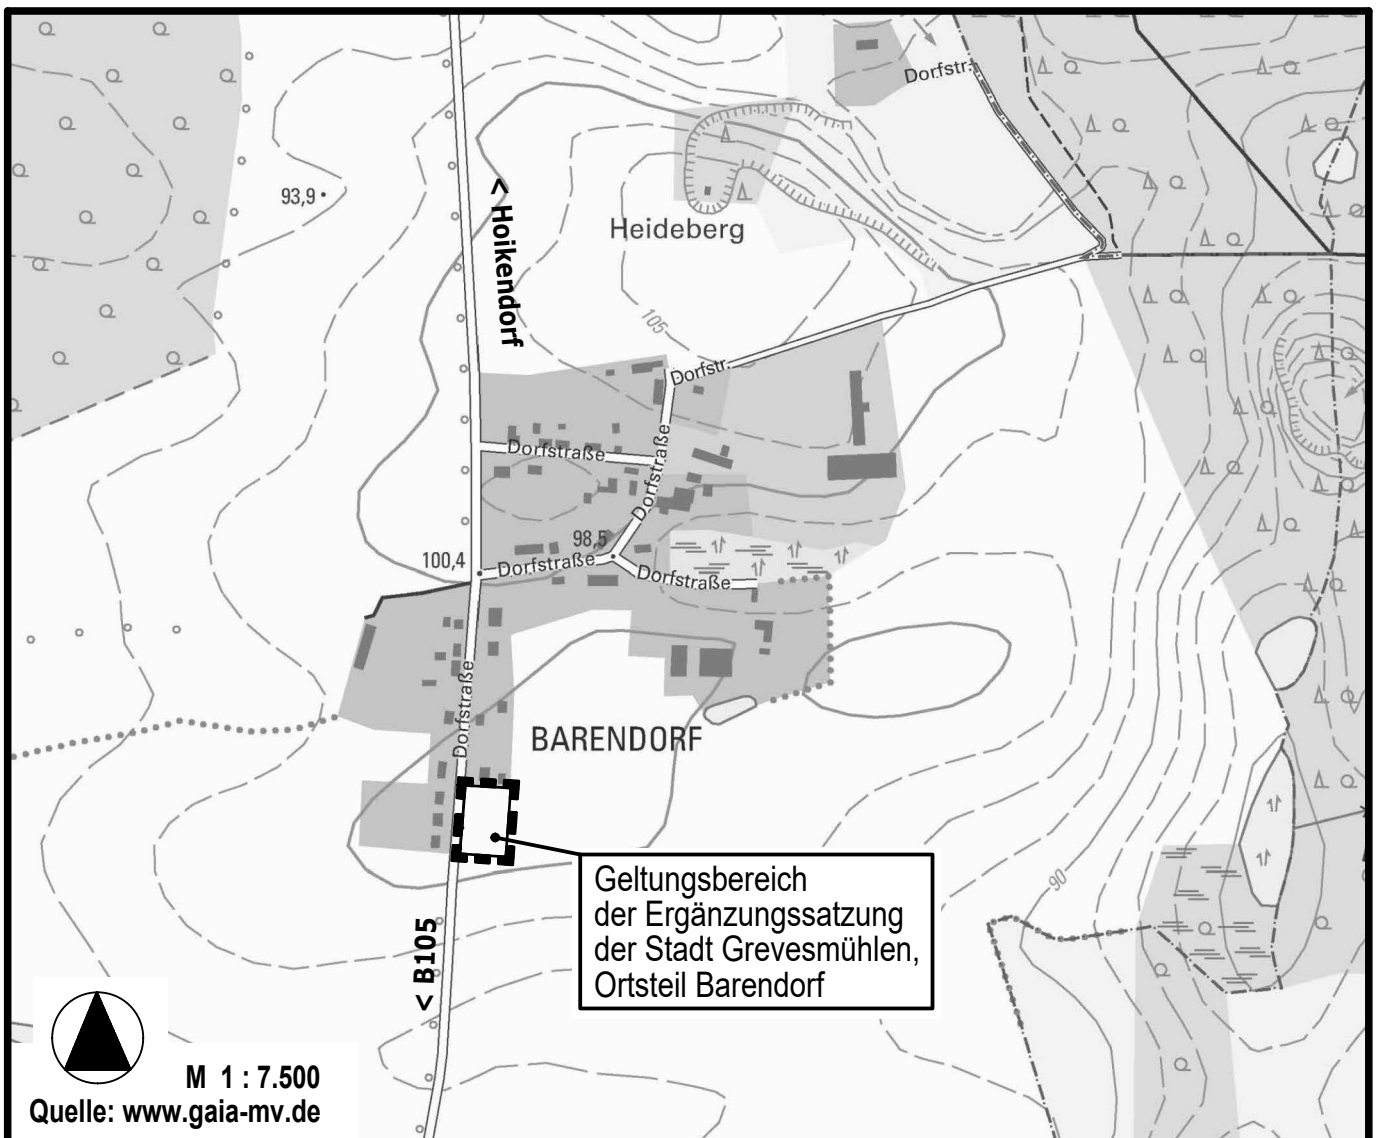 Dorfstr.
93,9
< Hoikendorf
Heideberg
105
Dorfstr.
Dorfstraße
Dorfstraße
98,5
100,4
Dorfstraße
Dorfstraße
Dorfstraße
BARENDORF
Geltungsbereich
der Ergänzungssatzung
der Stadt Grevesmühlen,
Ortsteil Barendorf
90
< B105
M 1 : 7.500
Quelle: www.gaia-mv.de